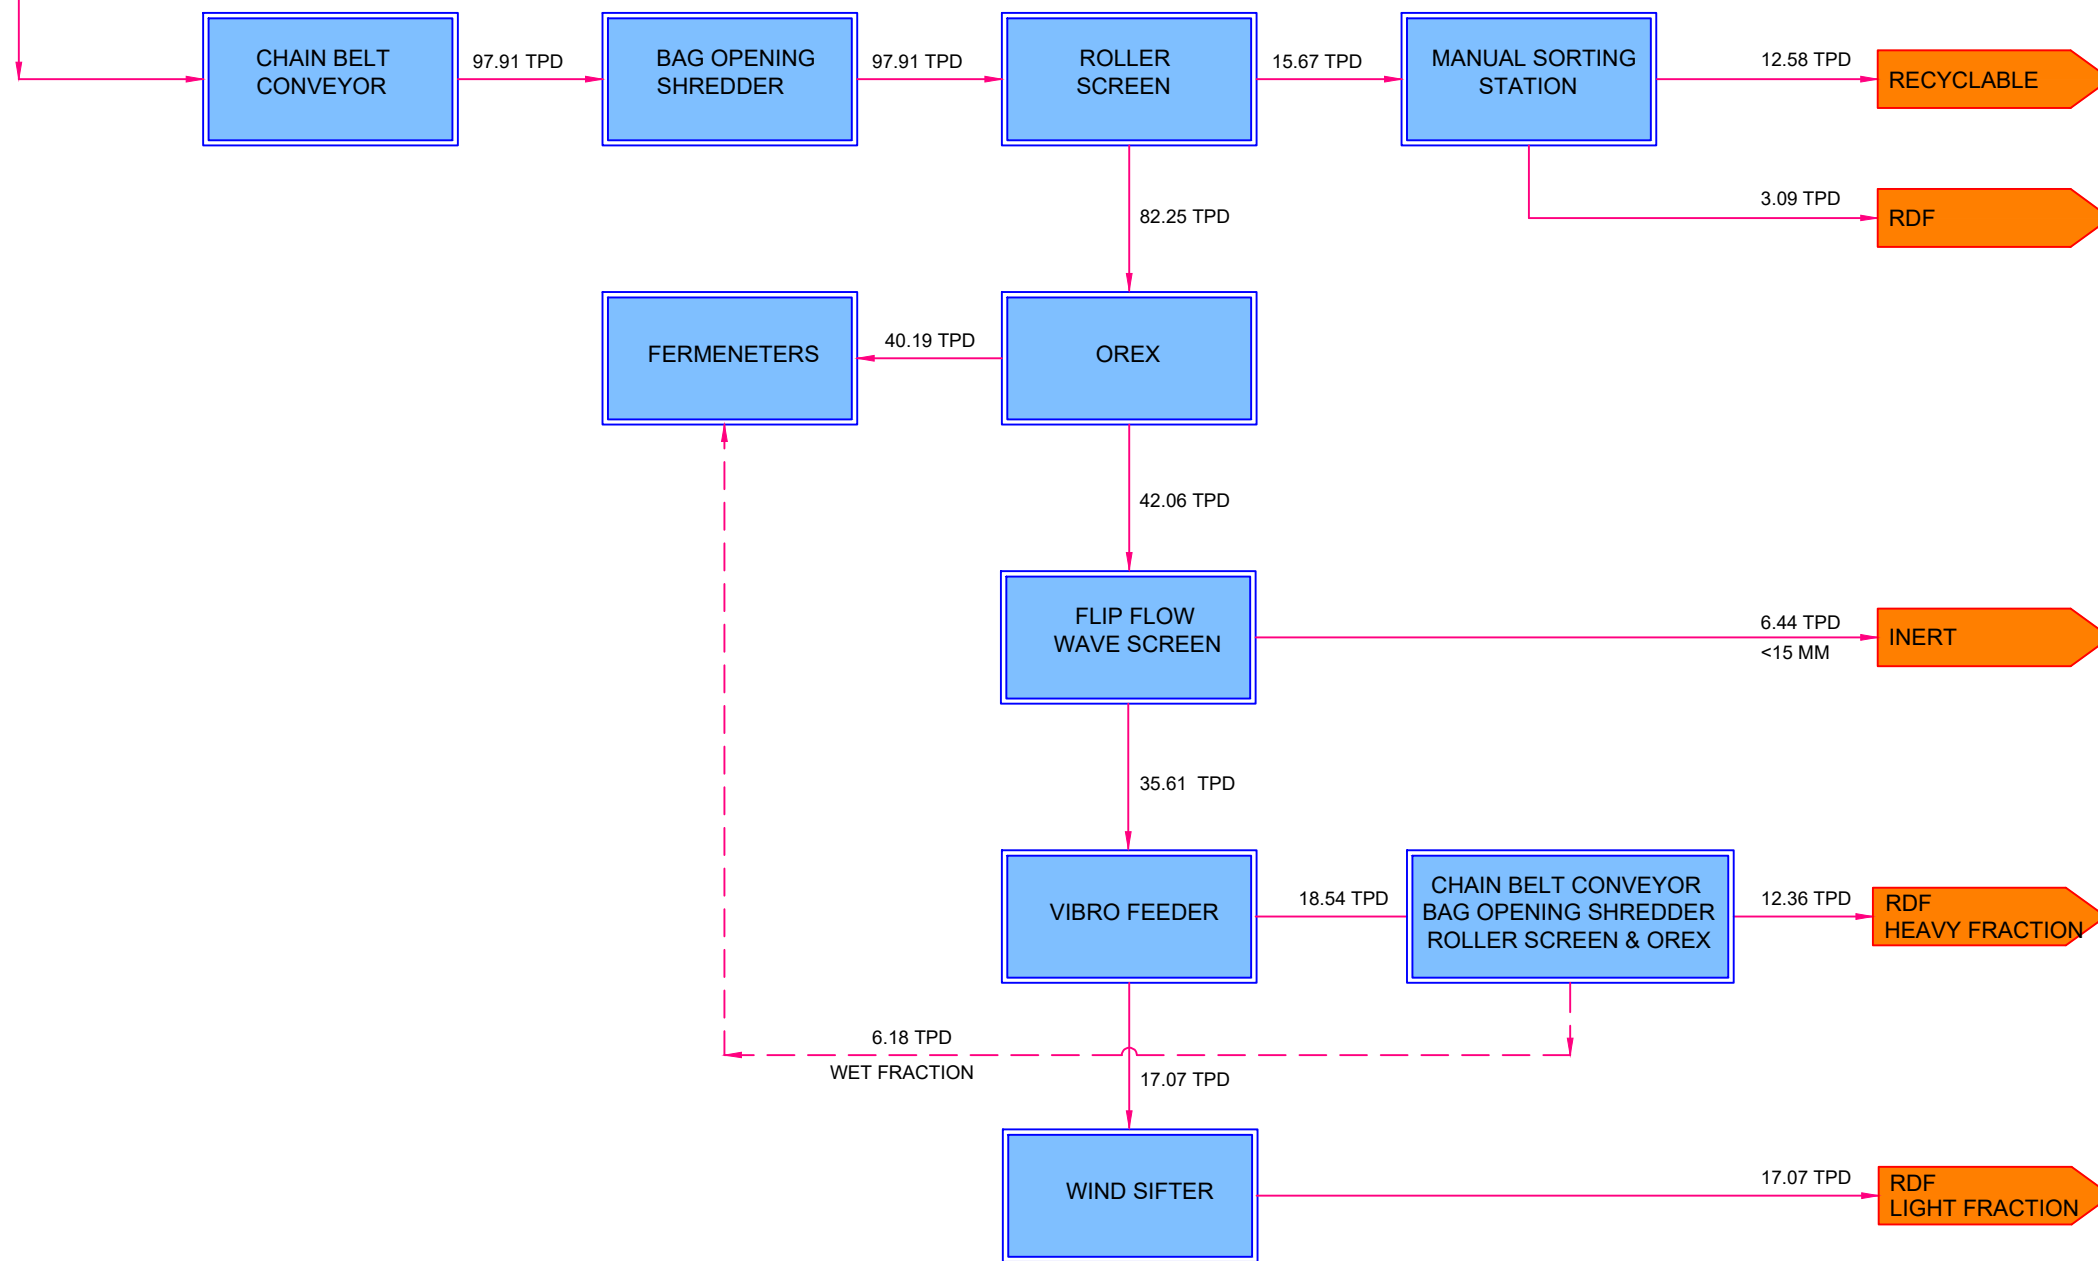 CHAIN BELT
CONVEYOR
97.91 TPD
BAG OPENING
SHREDDER
97.91 TPD
ROLLER
SCREEN
15.67 TPD
MANUAL SORTING
STATION
12.58 TPD
RECYCLABLE
3.09 TPD
RDF
82.25 TPD
FERMENETERS
40.19 TPD
OREX
42.06 TPD
FLIP FLOW
WAVE SCREEN
6.44 TPD
<15 MM
INERT
35.61 TPD
VIBRO FEEDER
18.54 TPD
CHAIN BELT CONVEYOR
BAG OPENING SHREDDER
ROLLER SCREEN & OREX
12.36 TPD
RDF
HEAVY FRACTION
6.18 TPD
WET FRACTION
17.07 TPD
WIND SIFTER
17.07 TPD
RDF
LIGHT FRACTION